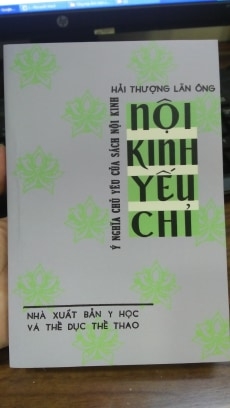 HẢI THƯỢNG LÃN ÔNG
NỘI
KINH
YẾU
CHỈ
Ý NGHĨA CHỦ YẾU CỦA SÁCH NỘI KINH
NHÀ XUẤT BẢN Y HỌC
VÀ THỂ DỤC THỂ THAO